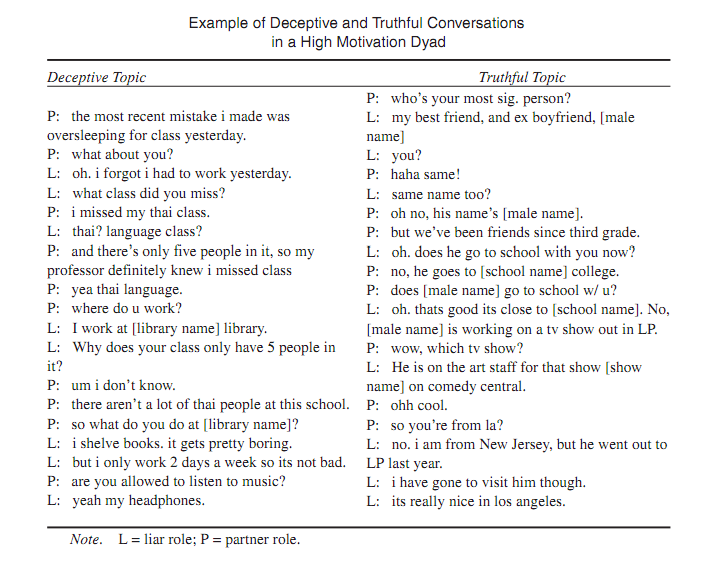 Example of Deceptive and Truthful Conversations
in a High Motivation Dyad
Deceptive Topic
P: the most recent mistake i made was
oversleeping for class yesterday.
P: what about you?
L: oh. i forgot i had to work yesterday.
L: what class did you miss?
P: i missed my thai class.
L: thai? language class?
P: and there's only five people in it, so my
professor definitely knew i missed class
P: yea thai language.
P: where do u work?
L: I work at [library name] library.
L: Why does your class only have 5 people in
it?
P: um i don't know.
P: there aren't a lot of thai people at this school.
P: so what do you do at [library name]?
L: i shelve books. it gets pretty boring.
L: but i only work 2 days a week so its not bad.
P: are you allowed to listen to music?
L: yeah my headphones.
Truthful Topic
P: who's your most sig. person?
L: my best friend, and ex boyfriend, [male
name]
L: you?
P: haha same!
L: same name too?
P: oh no, his name's [male name].
P: but we've been friends since third grade.
L: oh. does he go to school with you now?
P: no, he goes to [school name] college.
P: does [male name] go to school w/ u?
L: oh. thats good its close to [school name]. No,
[male name] is working on a tv show out in LP.
P: wow, which tv show?
L: He is on the art staff for that show [show
name] on comedy central.
P: ohh cool.
P: so you're from la?
L: no. i am from New Jersey, but he went out to
LP last year.
L: i have gone to visit him though.
L: its really nice in los angeles.
Note. L = liar role; P = partner role.